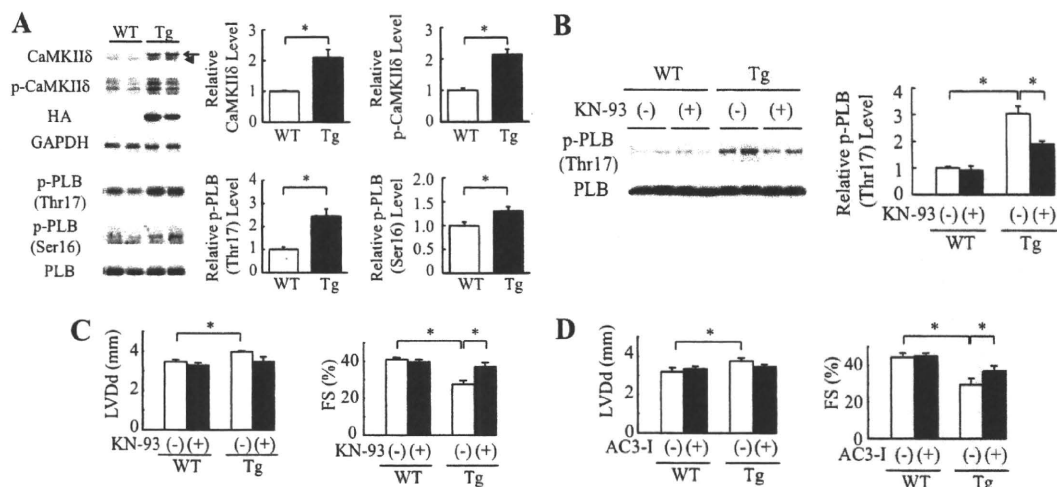 A
WT Tg
CaMKIIδ
p-CaMKIIδ
HA
GAPDH
p-PLB
(Thr17)
p-PLB
(Ser16)
PLB
Relative
CaMKIIδ Level
3
2
1
0
*
WT Tg
Relative
p-CaMKIIδ Level
3
2
1
0
*
WT Tg
Relative p-PLB
(Thr17) Level
4
3
2
1
0
*
WT Tg
Relative p-PLB
(Ser16) Level
2.0
1.5
1.0
0.5
0
*
WT Tg
B
WT Tg
KN-93 (-) (+) (-) (+)
p-PLB
(Thr17)
PLB
Relative p-PLB
(Thr17) Level
4
3
2
1
0
* *
KN-93 (-) (+) (-) (+)
WT Tg
C
LVDd (mm)
4
2
0
*
KN-93 (-) (+) (-) (+)
WT Tg
FS (%)
60
40
20
0
* *
KN-93 (-) (+) (-) (+)
WT Tg
D
LVDd (mm)
4
2
0
*
AC3-I (-) (+) (-) (+)
WT Tg
FS (%)
60
40
20
0
* *
AC3-I (-) (+) (-) (+)
WT Tg